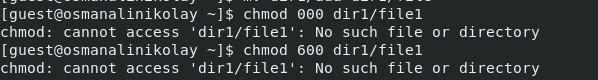 [guest@osmanalinikolay ~]$ chmod 000 dir1/file1
chmod: cannot access 'dir1/file1': No such file or directory
[guest@osmanalinikolay ~]$ chmod 600 dir1/file1
chmod: cannot access 'dir1/file1': No such file or directory